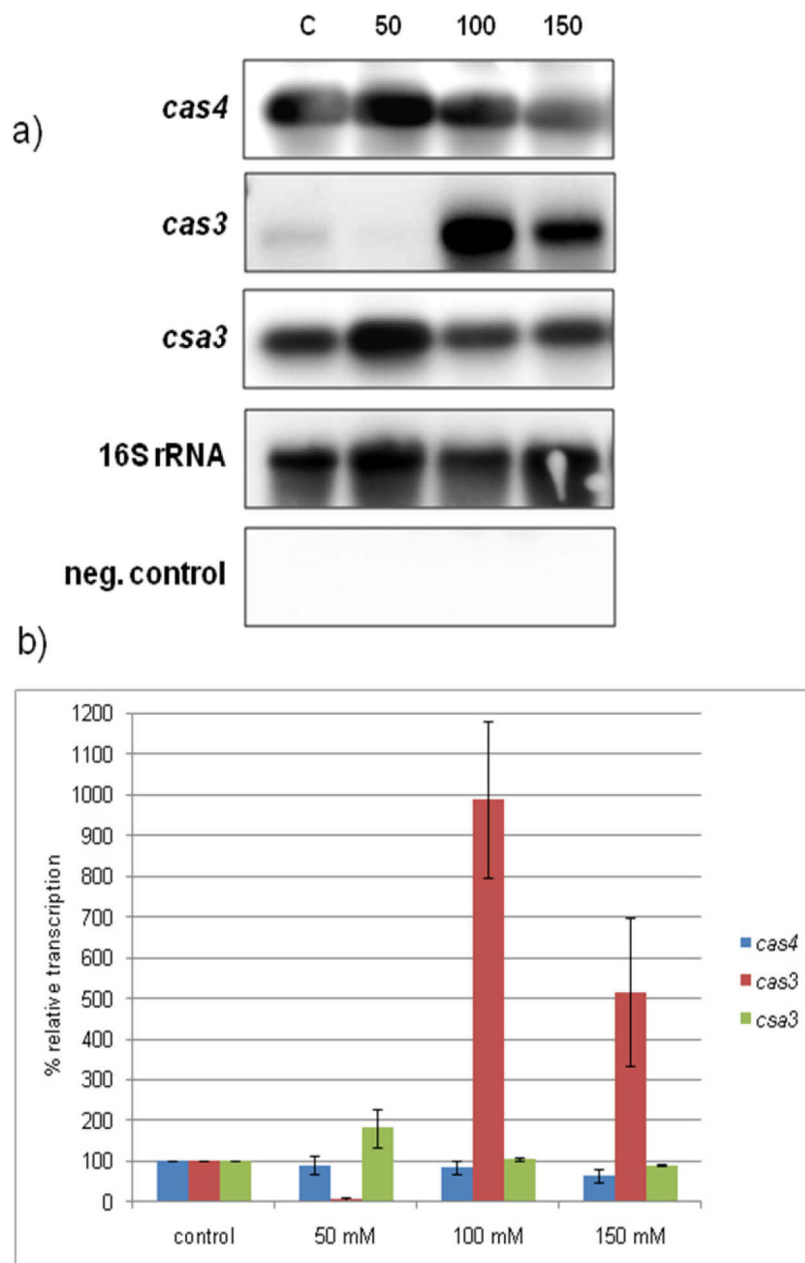 C 50 100 150
a)
cas4
cas3
csa3
16S rRNA
neg. control
b)
1200
1100
1000
900
800
700
600
500
400
300
200
100
0
% relative transcription
control 50 mM 100 mM 150 mM
cas4
cas3
csa3